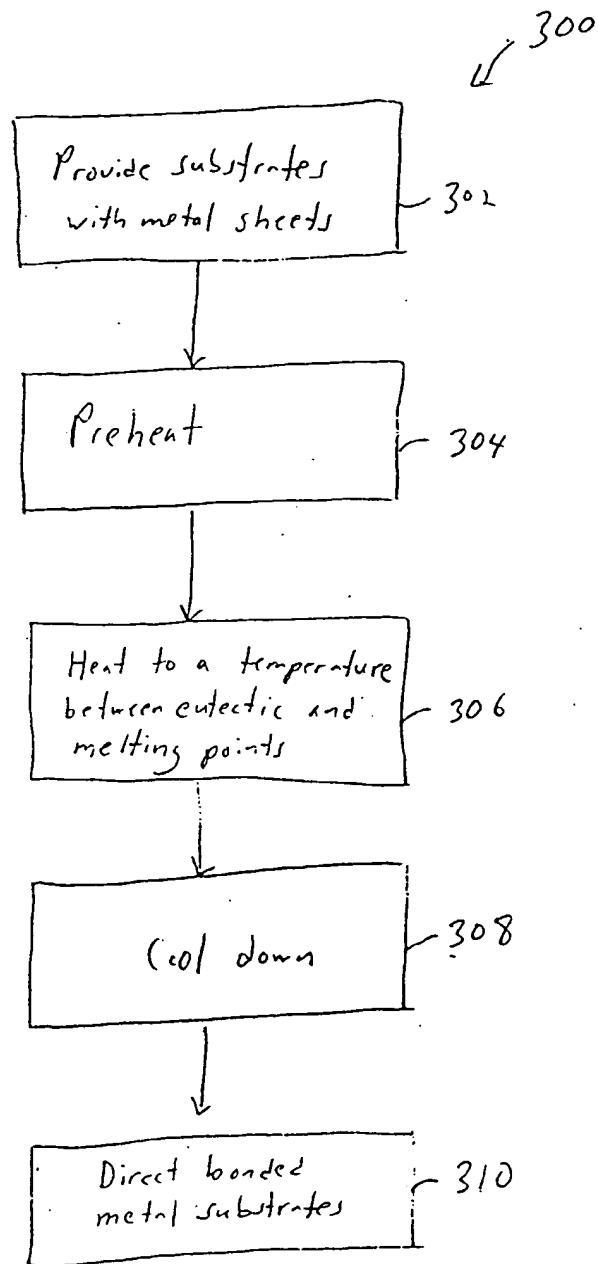 300
Provide substrates
with metal sheets
302
Preheat
304
Heat to a temperature
between eutectic and
melting points
306
Cool down
308
Direct bonded
metal substrates
310